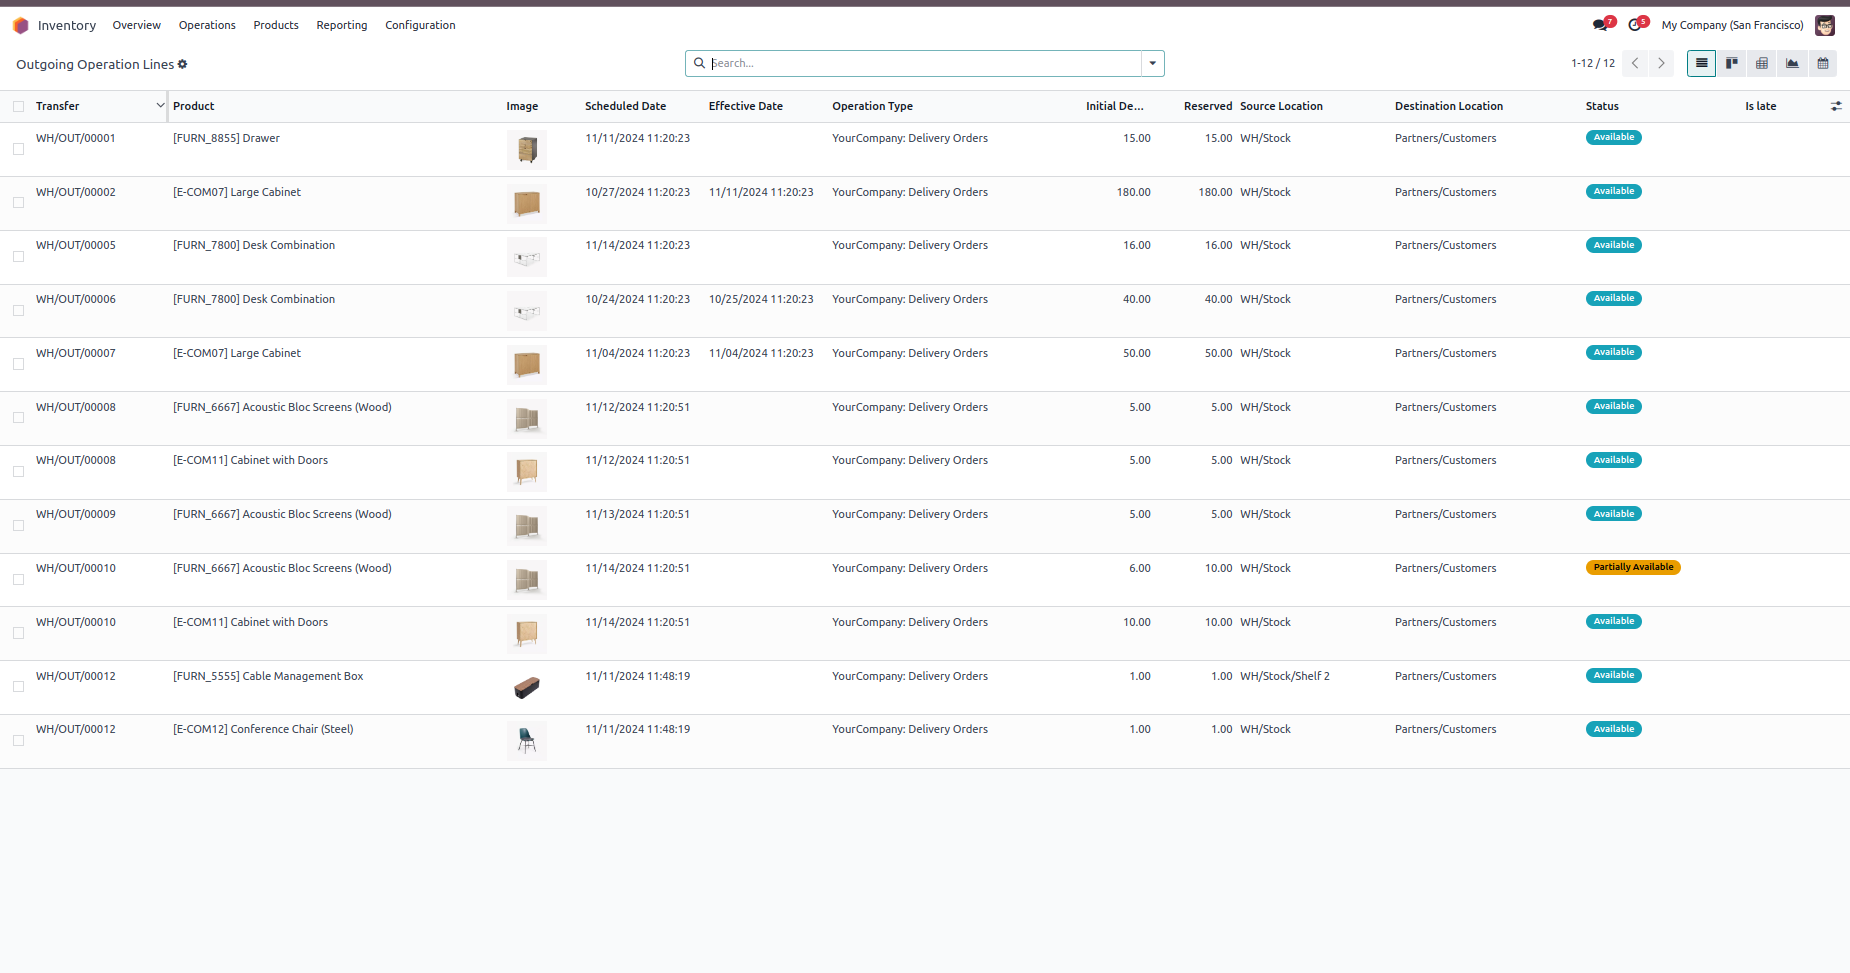 Inventory Overview Operations Products Reporting Configuration 7 5 My Company (San Francisco)
Outgoing Operation Lines Search... 1-12 / 12
Transfer Product Image Scheduled Date Effective Date Operation Type Initial De... Reserved Source Location Destination Location Status Is late
WH/OUT/00001 [FURN_8855] Drawer 11/11/2024 11:20:23 YourCompany: Delivery Orders 15.00 15.00 WH/Stock Partners/Customers Available
WH/OUT/00002 [E-COM07] Large Cabinet 10/27/2024 11:20:23 11/11/2024 11:20:23 YourCompany: Delivery Orders 180.00 180.00 WH/Stock Partners/Customers Available
WH/OUT/00005 [FURN_7800] Desk Combination 11/14/2024 11:20:23 YourCompany: Delivery Orders 16.00 16.00 WH/Stock Partners/Customers Available
WH/OUT/00006 [FURN_7800] Desk Combination 10/24/2024 11:20:23 10/25/2024 11:20:23 YourCompany: Delivery Orders 40.00 40.00 WH/Stock Partners/Customers Available
WH/OUT/00007 [E-COM07] Large Cabinet 11/04/2024 11:20:23 11/04/2024 11:20:23 YourCompany: Delivery Orders 50.00 50.00 WH/Stock Partners/Customers Available
WH/OUT/00008 [FURN_6667] Acoustic Bloc Screens (Wood) 11/12/2024 11:20:51 YourCompany: Delivery Orders 5.00 5.00 WH/Stock Partners/Customers Available
WH/OUT/00008 [E-COM11] Cabinet with Doors 11/12/2024 11:20:51 YourCompany: Delivery Orders 5.00 5.00 WH/Stock Partners/Customers Available
WH/OUT/00009 [FURN_6667] Acoustic Bloc Screens (Wood) 11/13/2024 11:20:51 YourCompany: Delivery Orders 5.00 5.00 WH/Stock Partners/Customers Available
WH/OUT/00010 [FURN_6667] Acoustic Bloc Screens (Wood) 11/14/2024 11:20:51 YourCompany: Delivery Orders 6.00 10.00 WH/Stock Partners/Customers Partially Available
WH/OUT/00010 [E-COM11] Cabinet with Doors 11/14/2024 11:20:51 YourCompany: Delivery Orders 10.00 10.00 WH/Stock Partners/Customers Available
WH/OUT/00012 [FURN_5555] Cable Management Box 11/11/2024 11:48:19 YourCompany: Delivery Orders 1.00 1.00 WH/Stock/Shelf 2 Partners/Customers Available
WH/OUT/00012 [E-COM12] Conference Chair (Steel) 11/11/2024 11:48:19 YourCompany: Delivery Orders 1.00 1.00 WH/Stock Partners/Customers Available